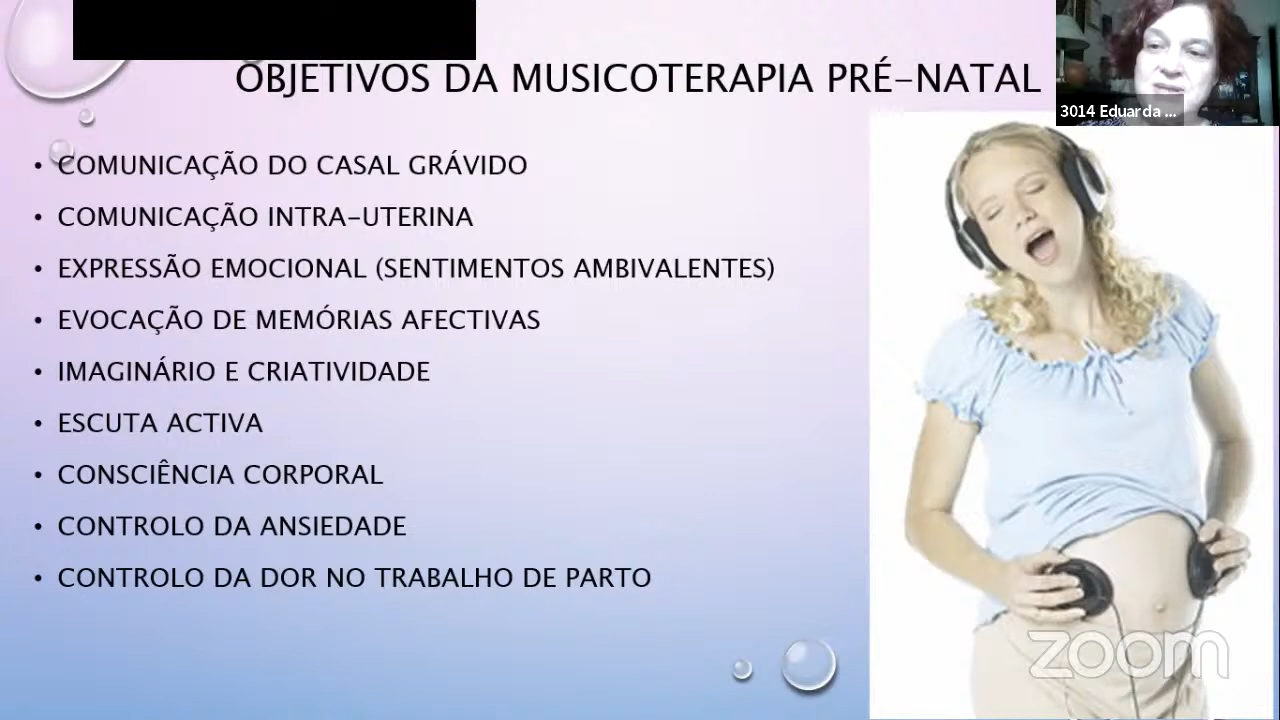 OBJETIVOS DA MUSICOTERAPIA PRÉ-NATAL
3014 Eduarda ...
• COMUNICAÇÃO DO CASAL GRÁVIDO
• COMUNICAÇÃO INTRA-UTERINA
• EXPRESSÃO EMOCIONAL (SENTIMENTOS AMBIVALENTES)
• EVOCAÇÃO DE MEMÓRIAS AFECTIVAS
• IMAGINÁRIO E CRIATIVIDADE
• ESCUTA ACTIVA
• CONSCIÊNCIA CORPORAL
• CONTROLO DA ANSIEDADE
• CONTROLO DA DOR NO TRABALHO DE PARTO
zoom